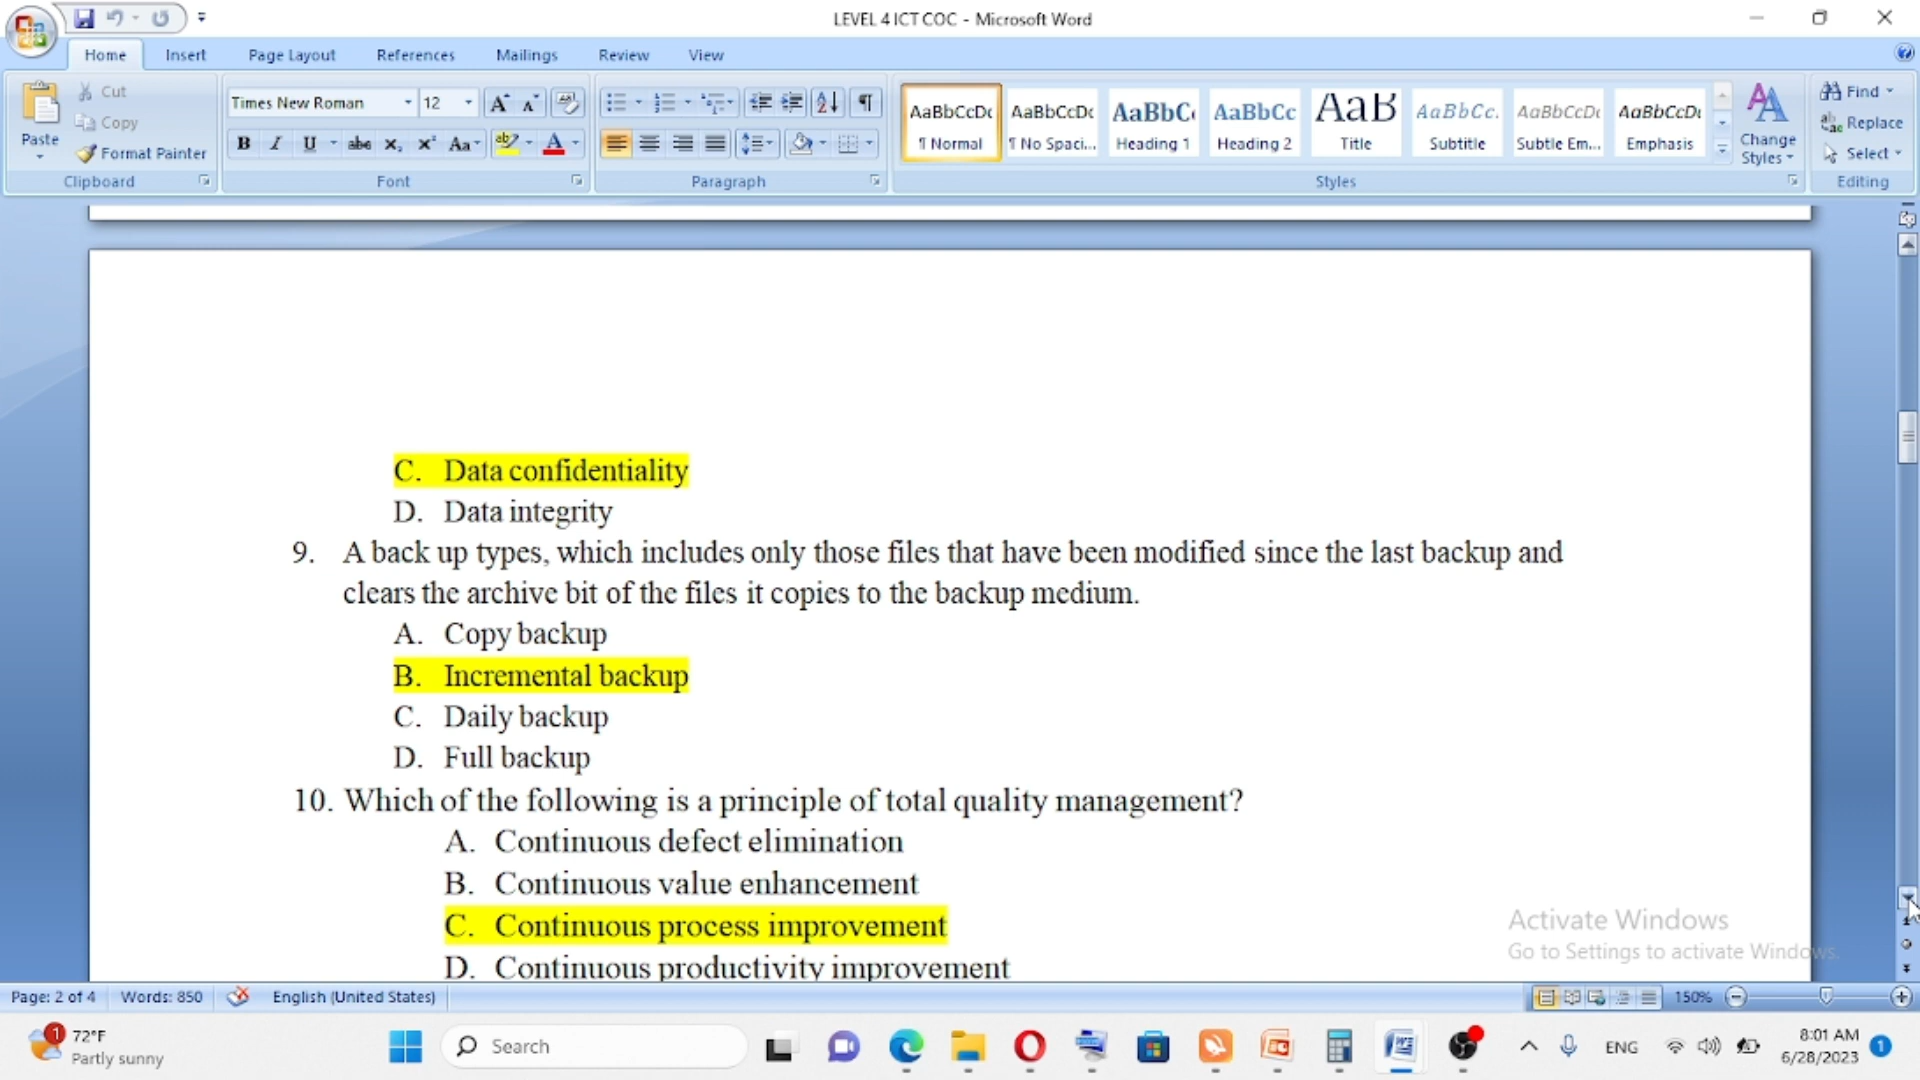 LEVEL 4 ICT COC - Microsoft Word
Home Insert Page Layout References Mailings Review View
Paste
Cut
Copy
Format Painter
Clipboard
Times New Roman 12
B I U abc x₂ x² Aa
Font
Paragraph
AaBbCcDc AaBbCcDc AaBbC AaBbCc AaB AaBbCc. AaBbCcDc AaBbCcDc
¶ Normal ¶ No Spaci... Heading 1 Heading 2 Title Subtitle Subtle Em... Emphasis
Change Styles
Styles
Find
Replace
Select
Editing
C. Data confidentiality
D. Data integrity
9. A back up types, which includes only those files that have been modified since the last backup and
clears the archive bit of the files it copies to the backup medium.
A. Copy backup
B. Incremental backup
C. Daily backup
D. Full backup
10. Which of the following is a principle of total quality management?
A. Continuous defect elimination
B. Continuous value enhancement
C. Continuous process improvement
D. Continuous productivity improvement
Activate Windows
Go to Settings to activate Windows.
Page: 2 of 4 Words: 850 English (United States) 150%
1 72°F
Partly sunny
Search
ENG
8:01 AM
6/28/2023
1